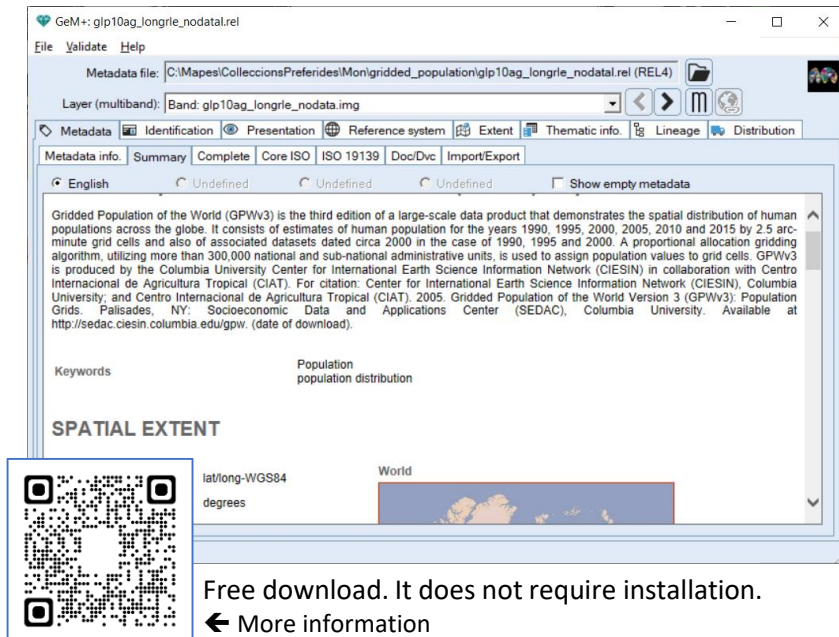 GeM+: glp10ag_longrle_nodatal.rel
File Validate Help
Metadata file: C:\Mapes\ColleccionsPreferides\Mon\gridded_population\glp10ag_longrle_nodatal.rel (REL4)
Layer (multiband): Band: glp10ag_longrle_nodata.img
Metadata Identification Presentation Reference system Extent Thematic info. Lineage Distribution
Metadata info. Summary Complete Core ISO ISO 19139 Doc/Dvc Import/Export
English Undefined Undefined Undefined Show empty metadata
Gridded Population of the World (GPWv3) is the third edition of a large-scale data product that demonstrates the spatial distribution of human
populations across the globe. It consists of estimates of human population for the years 1990, 1995, 2000, 2005, 2010 and 2015 by 2.5 arc-
minute grid cells and also of associated datasets dated circa 2000 in the case of 1990, 1995 and 2000. A proportional allocation gridding
algorithm, utilizing more than 300,000 national and sub-national administrative units, is used to assign population values to grid cells. GPWv3
is produced by the Columbia University Center for International Earth Science Information Network (CIESIN) in collaboration with Centro
Internacional de Agricultura Tropical (CIAT). For citation: Center for International Earth Science Information Network (CIESIN), Columbia
University; and Centro Internacional de Agricultura Tropical (CIAT). 2005. Gridded Population of the World Version 3 (GPWv3): Population
Grids. Palisades, NY: Socioeconomic Data and Applications Center (SEDAC), Columbia University. Available at
http://sedac.ciesin.columbia.edu/gpw. (date of download).
Keywords Population
population distribution
SPATIAL EXTENT
lat/long-WGS84 World
degrees
Free download. It does not require installation.
← More information